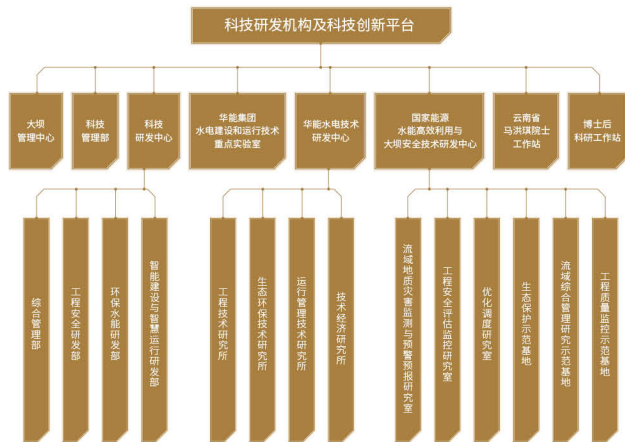 科技研发机构及科技创新平台
大坝
管理中心
科技
管理部
科技
研发中心
华能集团
水电建设和运行技术
重点实验室
华能水电技术
研发中心
国家能源
水能高效利用与
大坝安全技术研发中心
云南省
马洪琪院士
工作站
博士后
科研工作站
综合管理部
工程安全研发部
环保水能研发部
智能建设与智慧运行研发部
工程技术研究所
生态环保技术研究所
运行管理技术研究所
技术经济研究所
流域地质灾害监测与预警预报研究室
工程安全评估监控研究室
优化调度研究室
生态保护示范基地
流域综合管理研究示范基地
工程质量监控示范基地